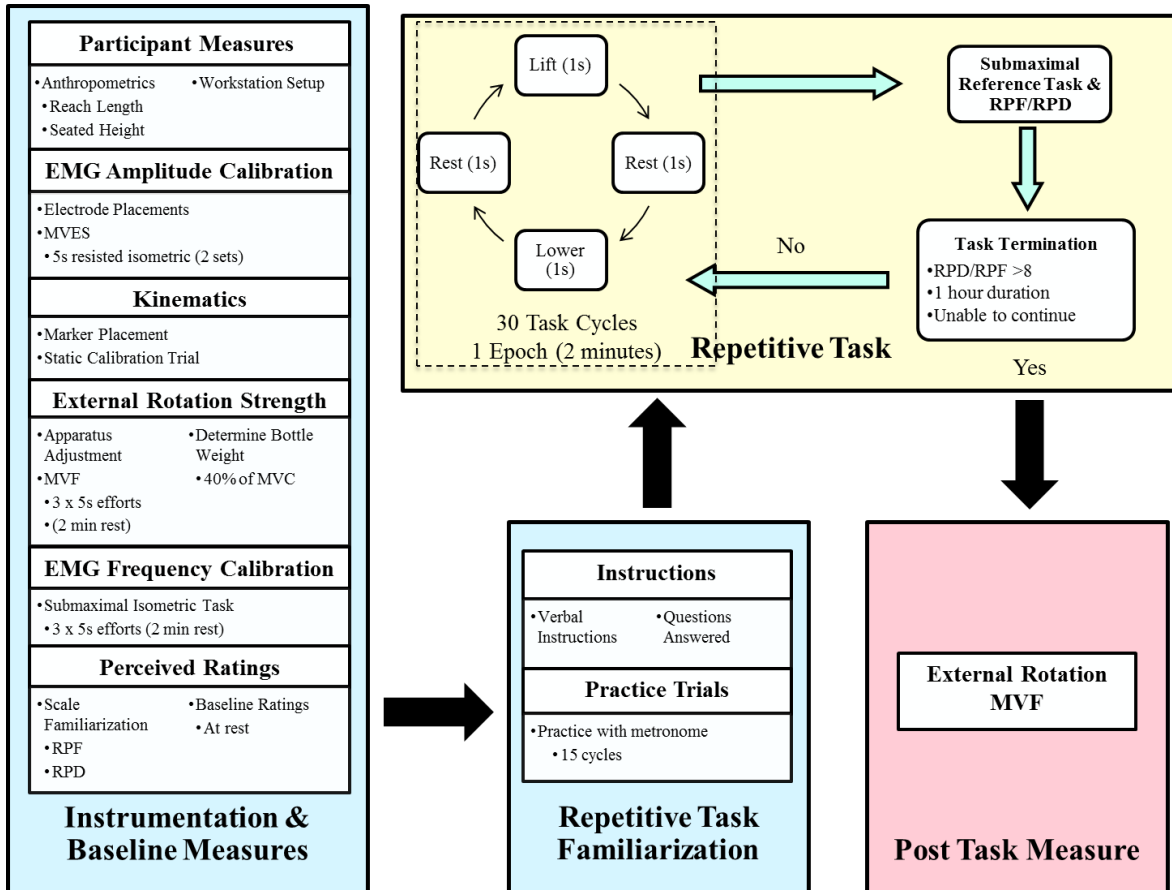 Participant Measures
•Anthropometrics
•Reach Length
•Seated Height
•Workstation Setup
EMG Amplitude Calibration
•Electrode Placements
•MVES
•5s resisted isometric (2 sets)
Kinematics
•Marker Placement
•Static Calibration Trial
External Rotation Strength
•Apparatus
Adjustment
•MVF
•3 x 5s efforts
•(2 min rest)
•Determine Bottle
Weight
•40% of MVC
EMG Frequency Calibration
•Submaximal Isometric Task
•3 x 5s efforts (2 min rest)
Perceived Ratings
•Scale
Familiarization
•RPF
•RPD
•Baseline Ratings
•At rest
Instrumentation &
Baseline Measures
Instructions
•Verbal
Instructions
•Questions
Answered
Practice Trials
•Practice with metronome
•15 cycles
Repetitive Task
Familiarization
Lift (1s)
Rest (1s)
Lower
(1s)
Rest (1s)
30 Task Cycles
1 Epoch (2 minutes)
Submaximal
Reference Task &
RPF/RPD
Task Termination
•RPD/RPF >8
•1 hour duration
•Unable to continue
No
Yes
Repetitive Task
External Rotation
MVF
Post Task Measure